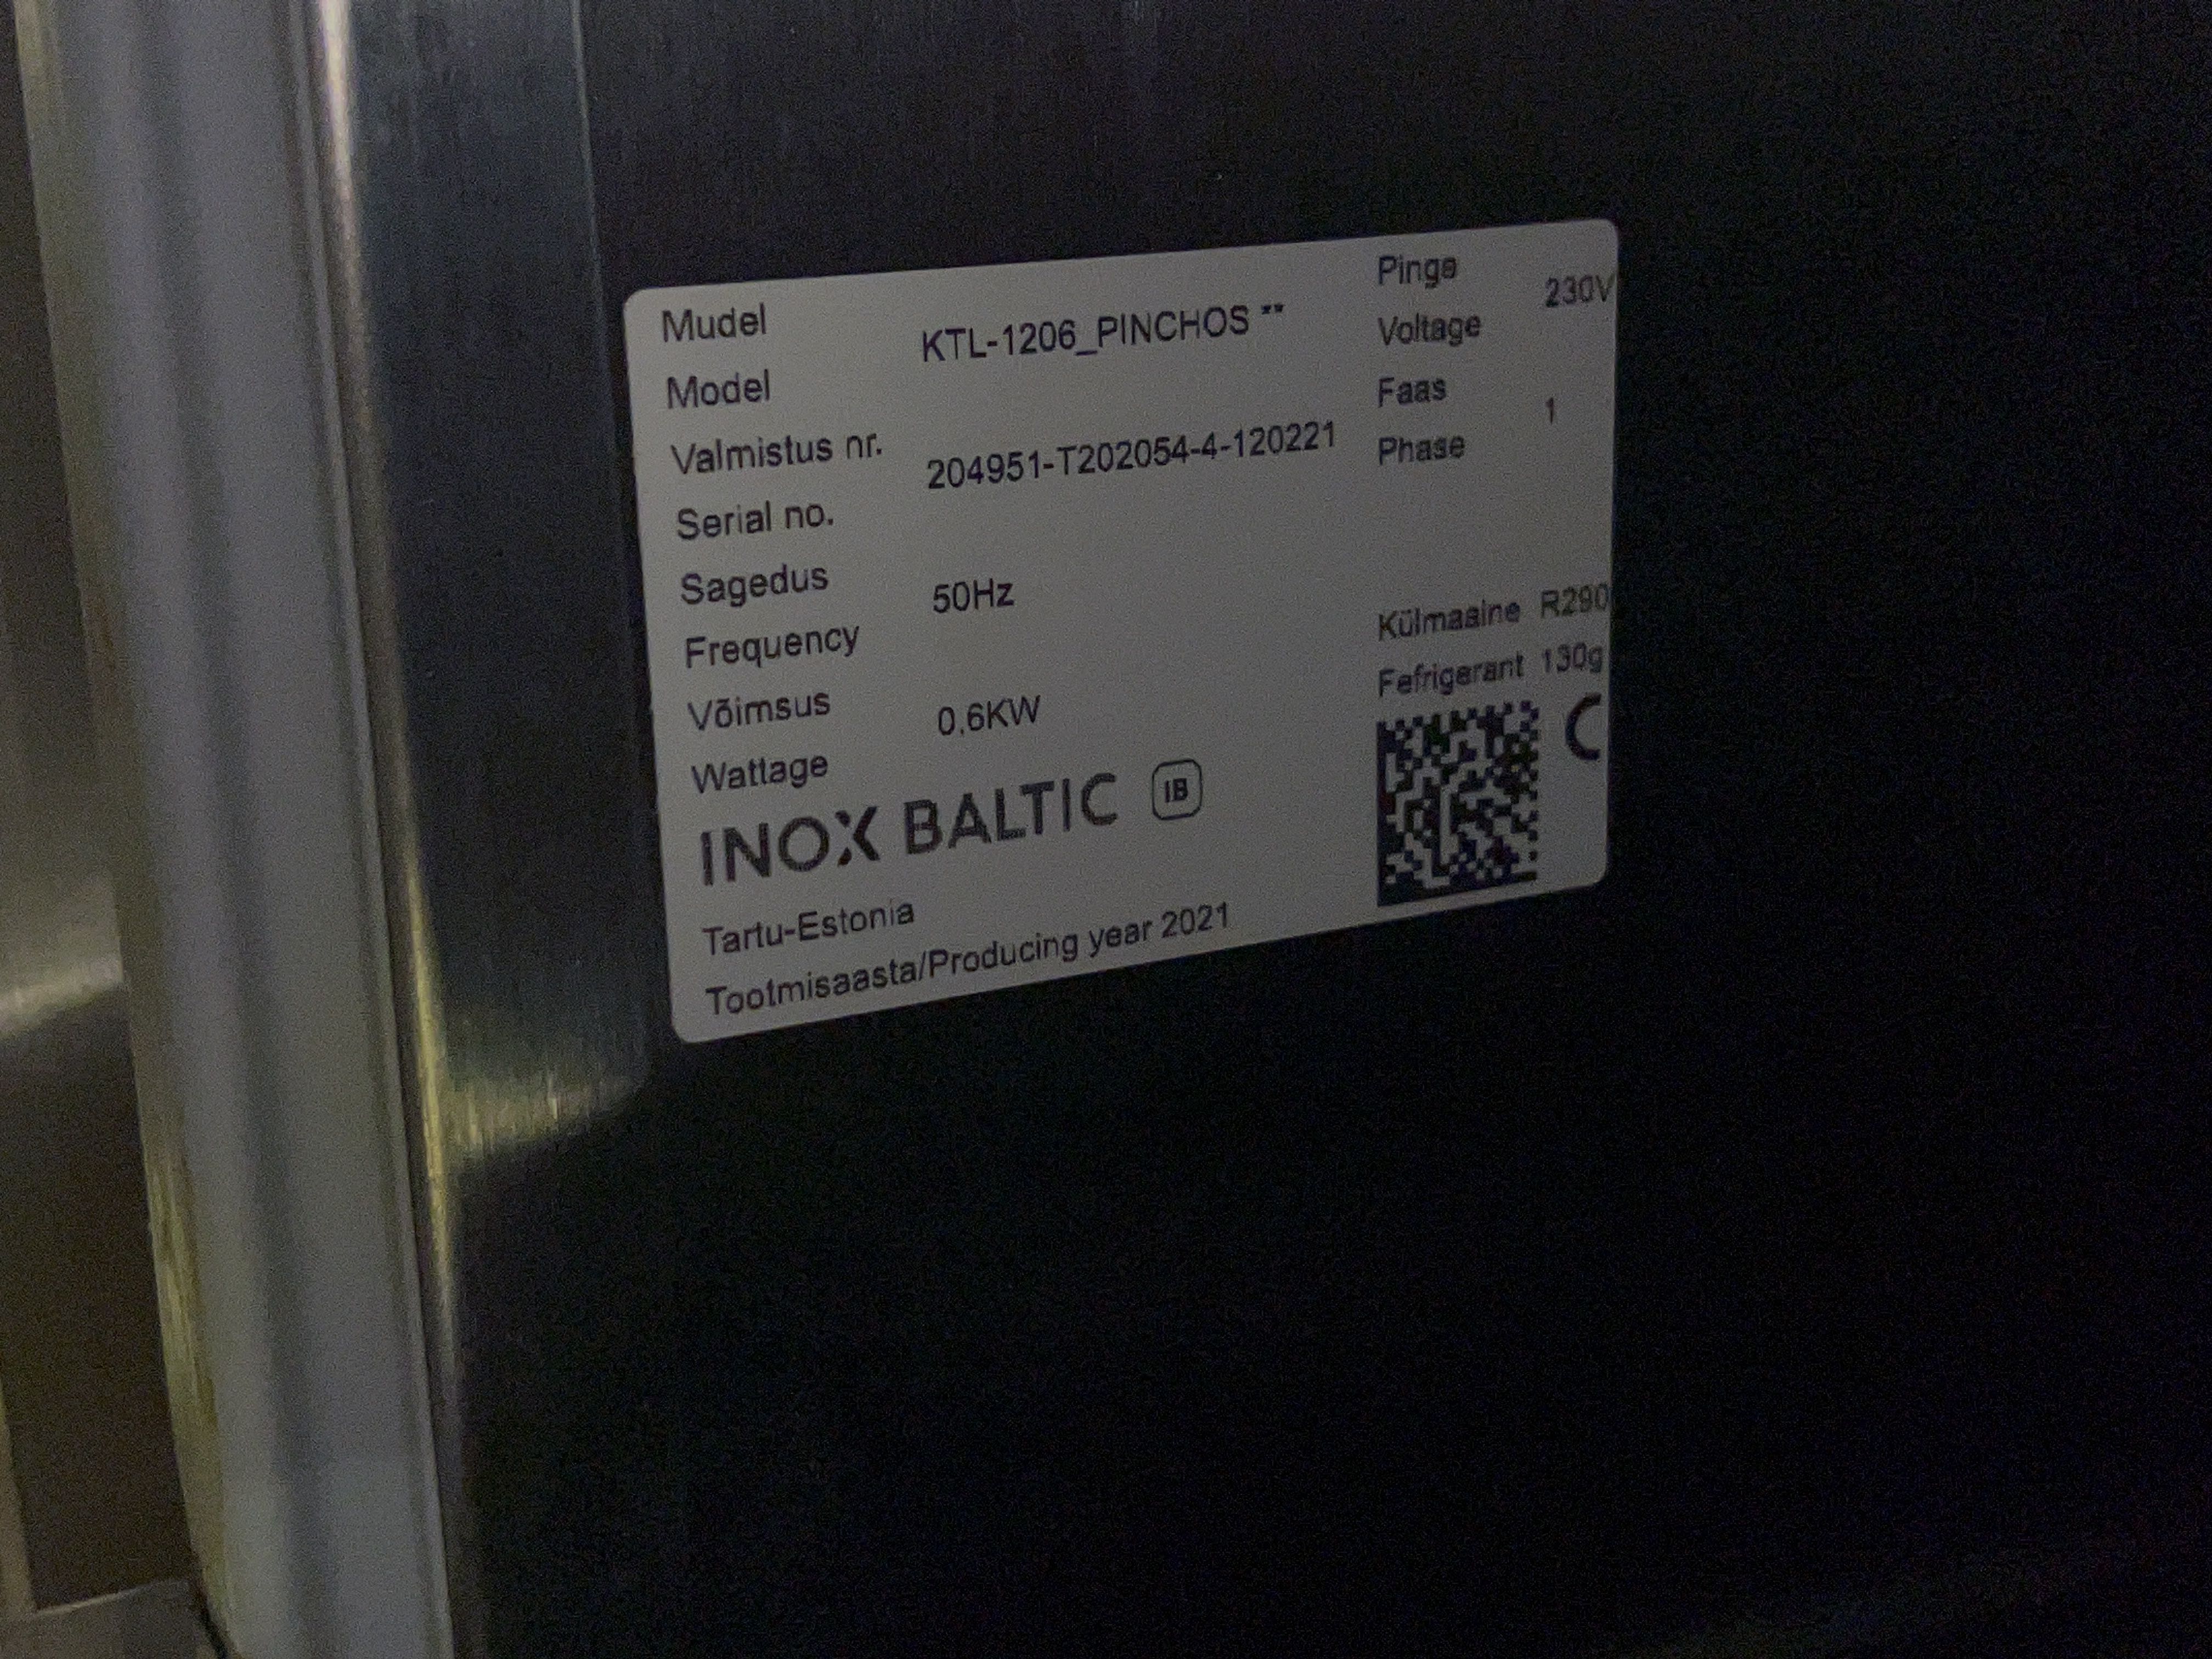 Mudel
Model
KTL-1206_PINCHOS **
Valmistus nr.
Serial no.
204951-T202054-4-120221
Sagedus
Frequency
50Hz
Võimsus
Wattage
0,6KW
Pinge
Voltage
230V
Faas
Phase
1
Külmaaine R290
Fefrigerant 130g
INOX BALTIC IB
C
Tartu-Estonia
Tootmisaasta/Producing year 2021